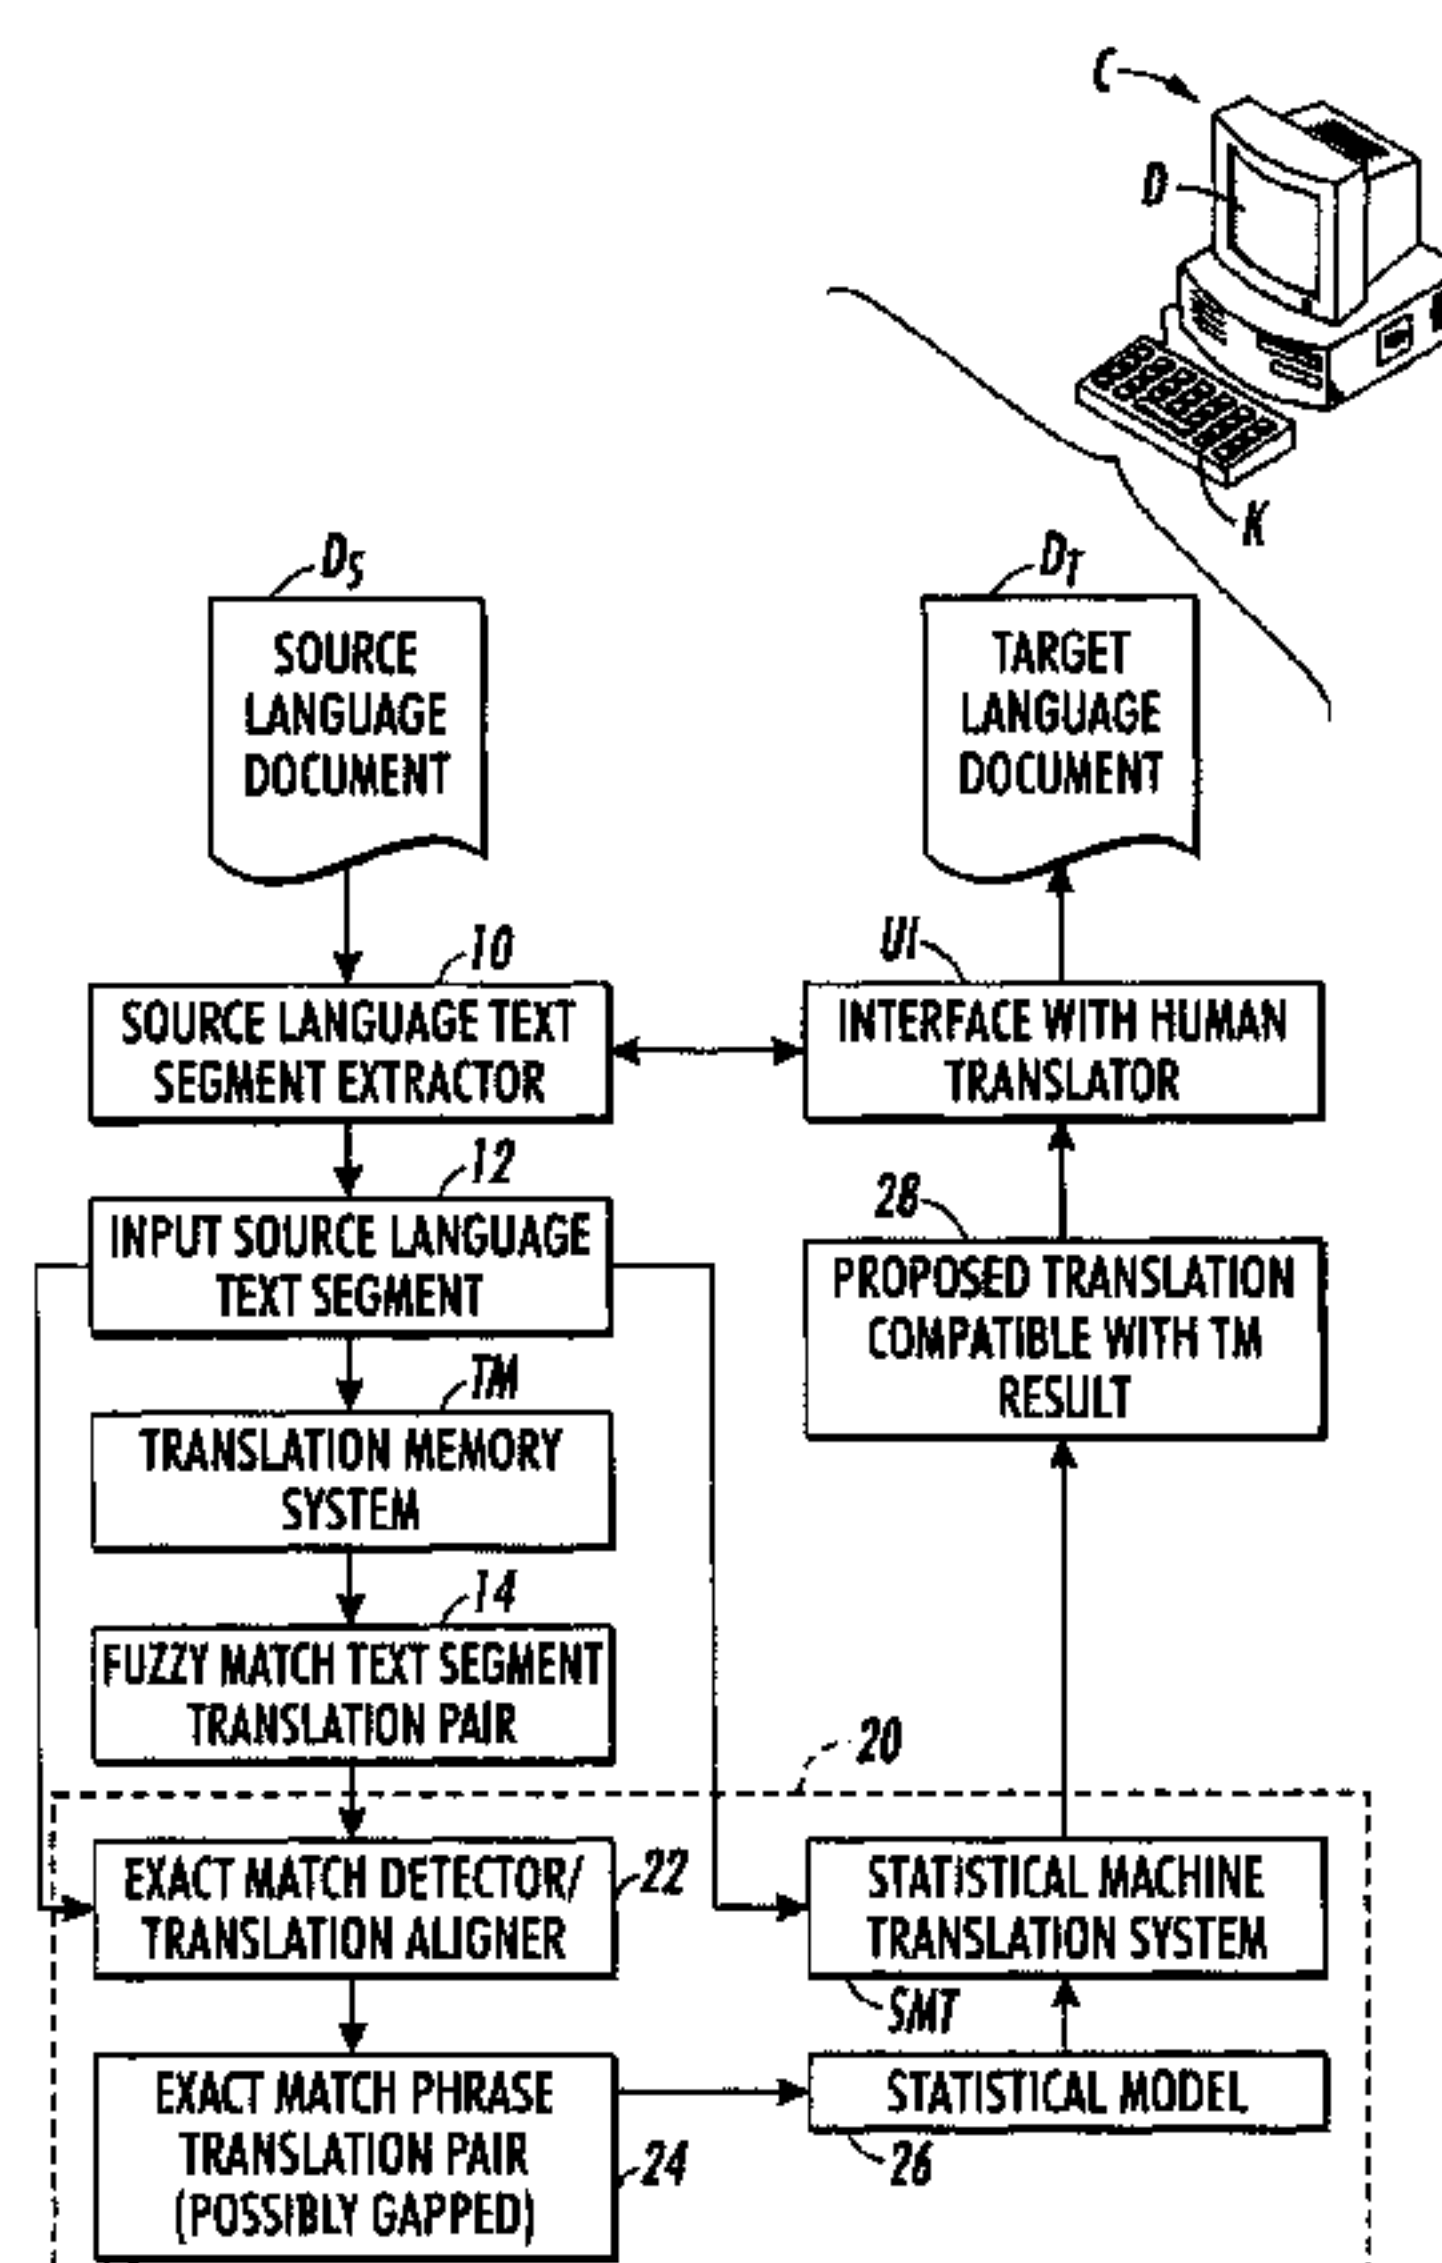 C
D
K
DS
DT
SOURCE
LANGUAGE
DOCUMENT
TARGET
LANGUAGE
DOCUMENT
10
UI
SOURCE LANGUAGE TEXT
SEGMENT EXTRACTOR
INTERFACE WITH HUMAN
TRANSLATOR
12
INPUT SOURCE LANGUAGE
TEXT SEGMENT
28
PROPOSED TRANSLATION
COMPATIBLE WITH TM
RESULT
TM
TRANSLATION MEMORY
SYSTEM
14
FUZZY MATCH TEXT SEGMENT
TRANSLATION PAIR
20
EXACT MATCH DETECTOR/
TRANSLATION ALIGNER
22
STATISTICAL MACHINE
TRANSLATION SYSTEM
SMT
EXACT MATCH PHRASE
TRANSLATION PAIR
(POSSIBLY GAPPED)
24
STATISTICAL MODEL
26